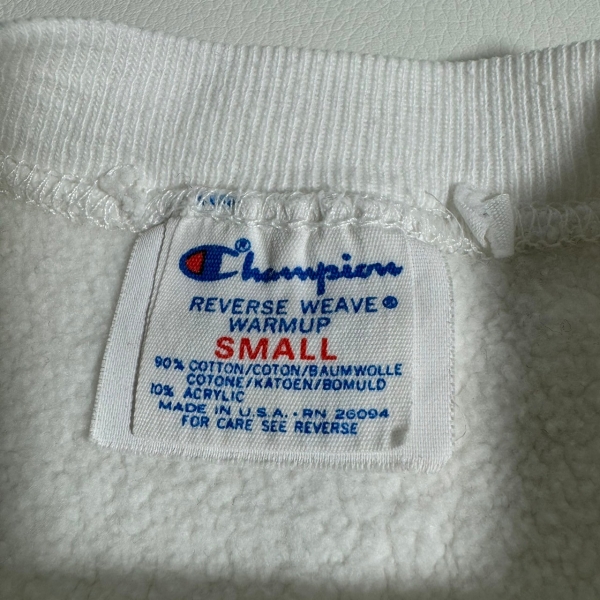 Champion®
REVERSE WEAVE®
WARMUP
SMALL
90% COTTON/COTON/BAUMWOLLE
COTONE/KATOEN/BOMULD
10% ACRYLIC
MADE IN U.S.A. - RN 26094
FOR CARE SEE REVERSE